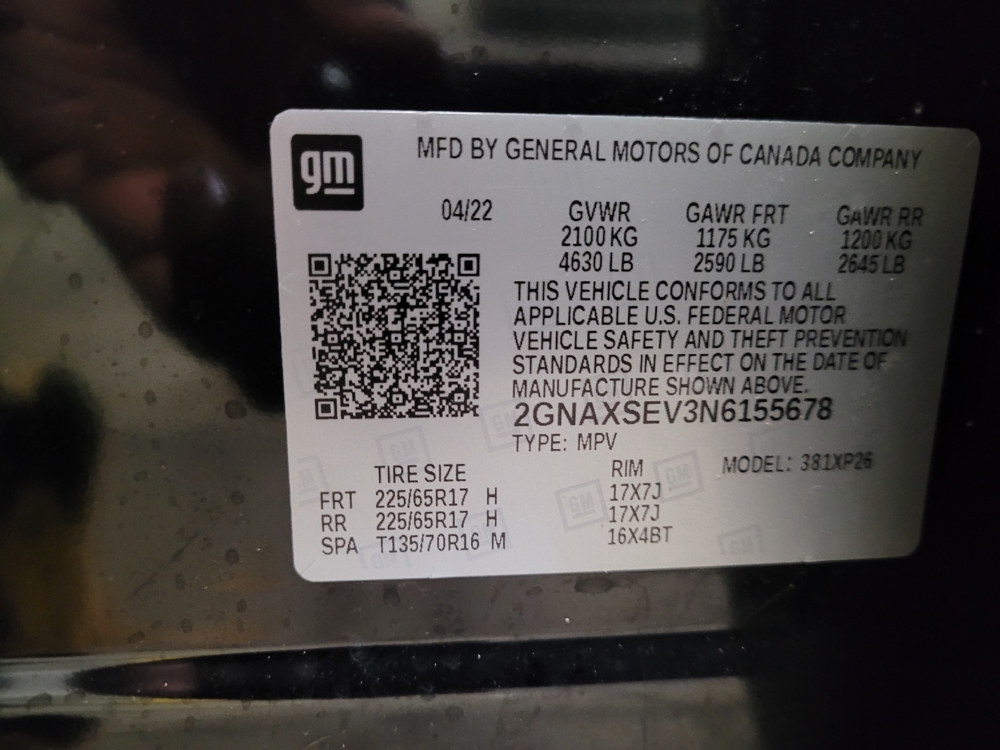 gm
MFD BY GENERAL MOTORS OF CANADA COMPANY
04/22 GVWR GAWR FRT GAWR RR
2100 KG 1175 KG 1200 KG
4630 LB 2590 LB 2645 LB
THIS VEHICLE CONFORMS TO ALL
APPLICABLE U.S. FEDERAL MOTOR
VEHICLE SAFETY AND THEFT PREVENTION
STANDARDS IN EFFECT ON THE DATE OF
MANUFACTURE SHOWN ABOVE.
2GNAXSEV3N6155678
TYPE: MPV
TIRE SIZE RIM MODEL: 381XP26
FRT 225/65R17 H 17X7J
RR 225/65R17 H 17X7J
SPA T135/70R16 M 16X4BT